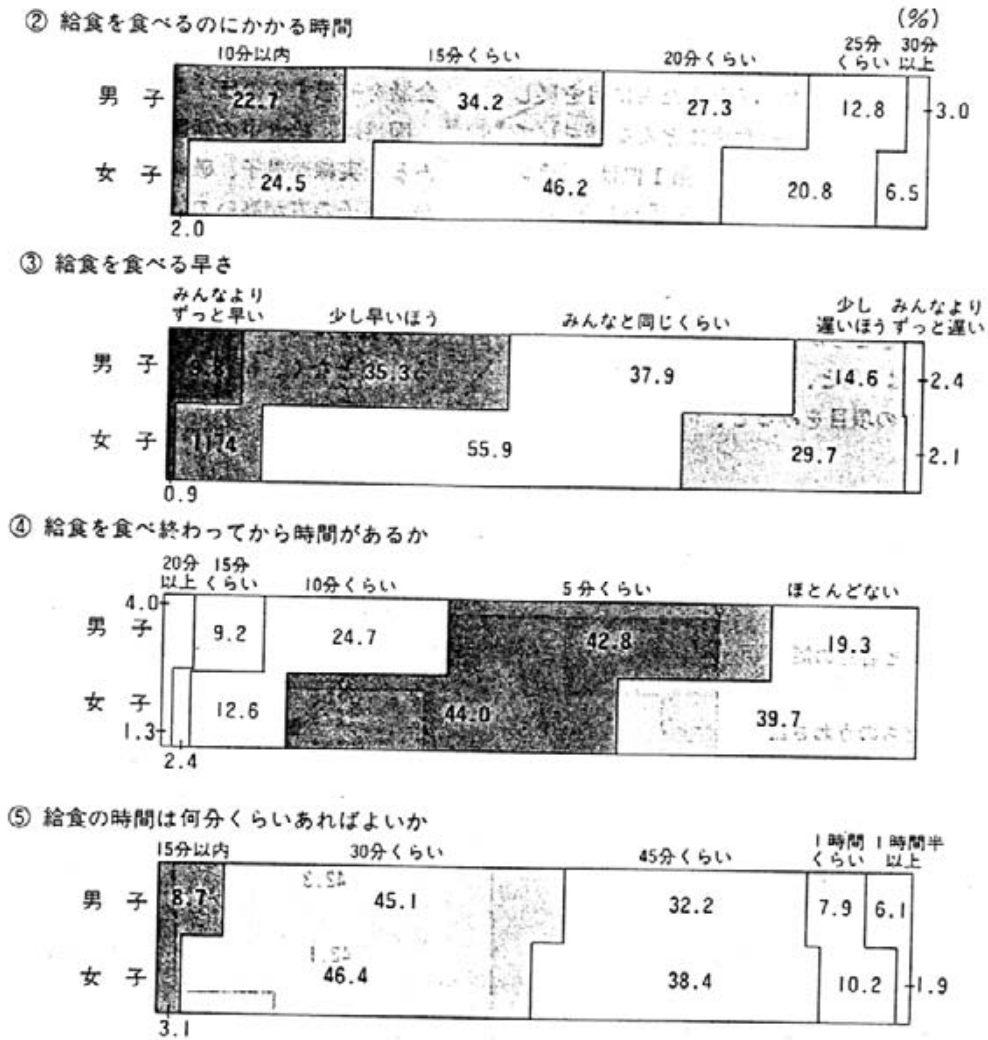 ② 給食を食べるのにかかる時間 (%)
10分以内 15分くらい 20分くらい 25分くらい 30分以上
男子 22.7 34.2 27.3 12.8 3.0
女子 24.5 46.2 20.8 6.5
2.0
③ 給食を食べる早さ
みんなよりずっと早い 少し早いほう みんなと同じくらい 少し遅いほう みんなよりずっと遅い
男子 9.8 35.3 37.9 14.6 2.4
女子 55.9 29.7 2.1
0.9
④ 給食を食べ終わってから時間があるか
20分以上 15分くらい 10分くらい 5分くらい ほとんどない
4.0
男子 9.2 24.7 42.8 19.3
女子 12.6 44.0 39.7
1.3
2.4
⑤ 給食の時間は何分くらいあればよいか
15分以内 30分くらい 45分くらい 1時間くらい 1時間半以上
男子 8.7 45.1 32.2 7.9 6.1
女子 46.4 38.4 10.2 1.9
3.1